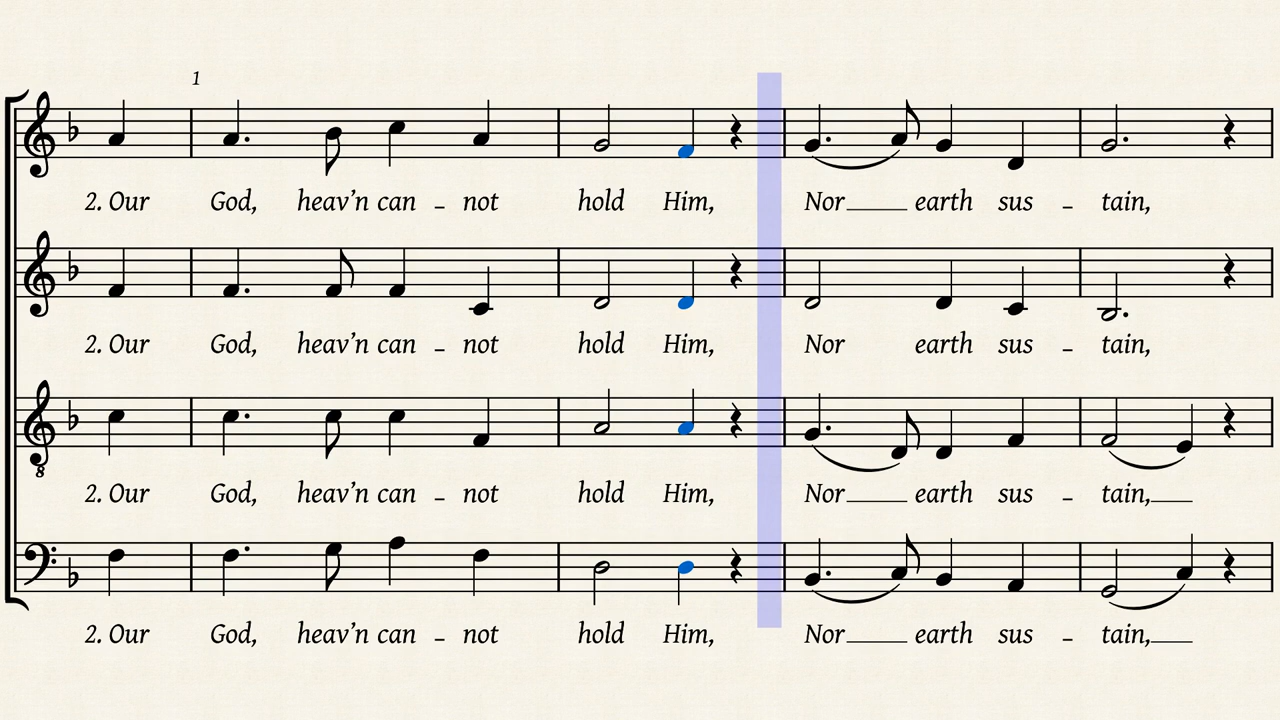 1
2. Our God, heav’n can - not hold Him, Nor earth sus - tain,
2. Our God, heav’n can - not hold Him, Nor earth sus - tain,
8
2. Our God, heav’n can - not hold Him, Nor earth sus - tain,
2. Our God, heav’n can - not hold Him, Nor earth sus - tain,